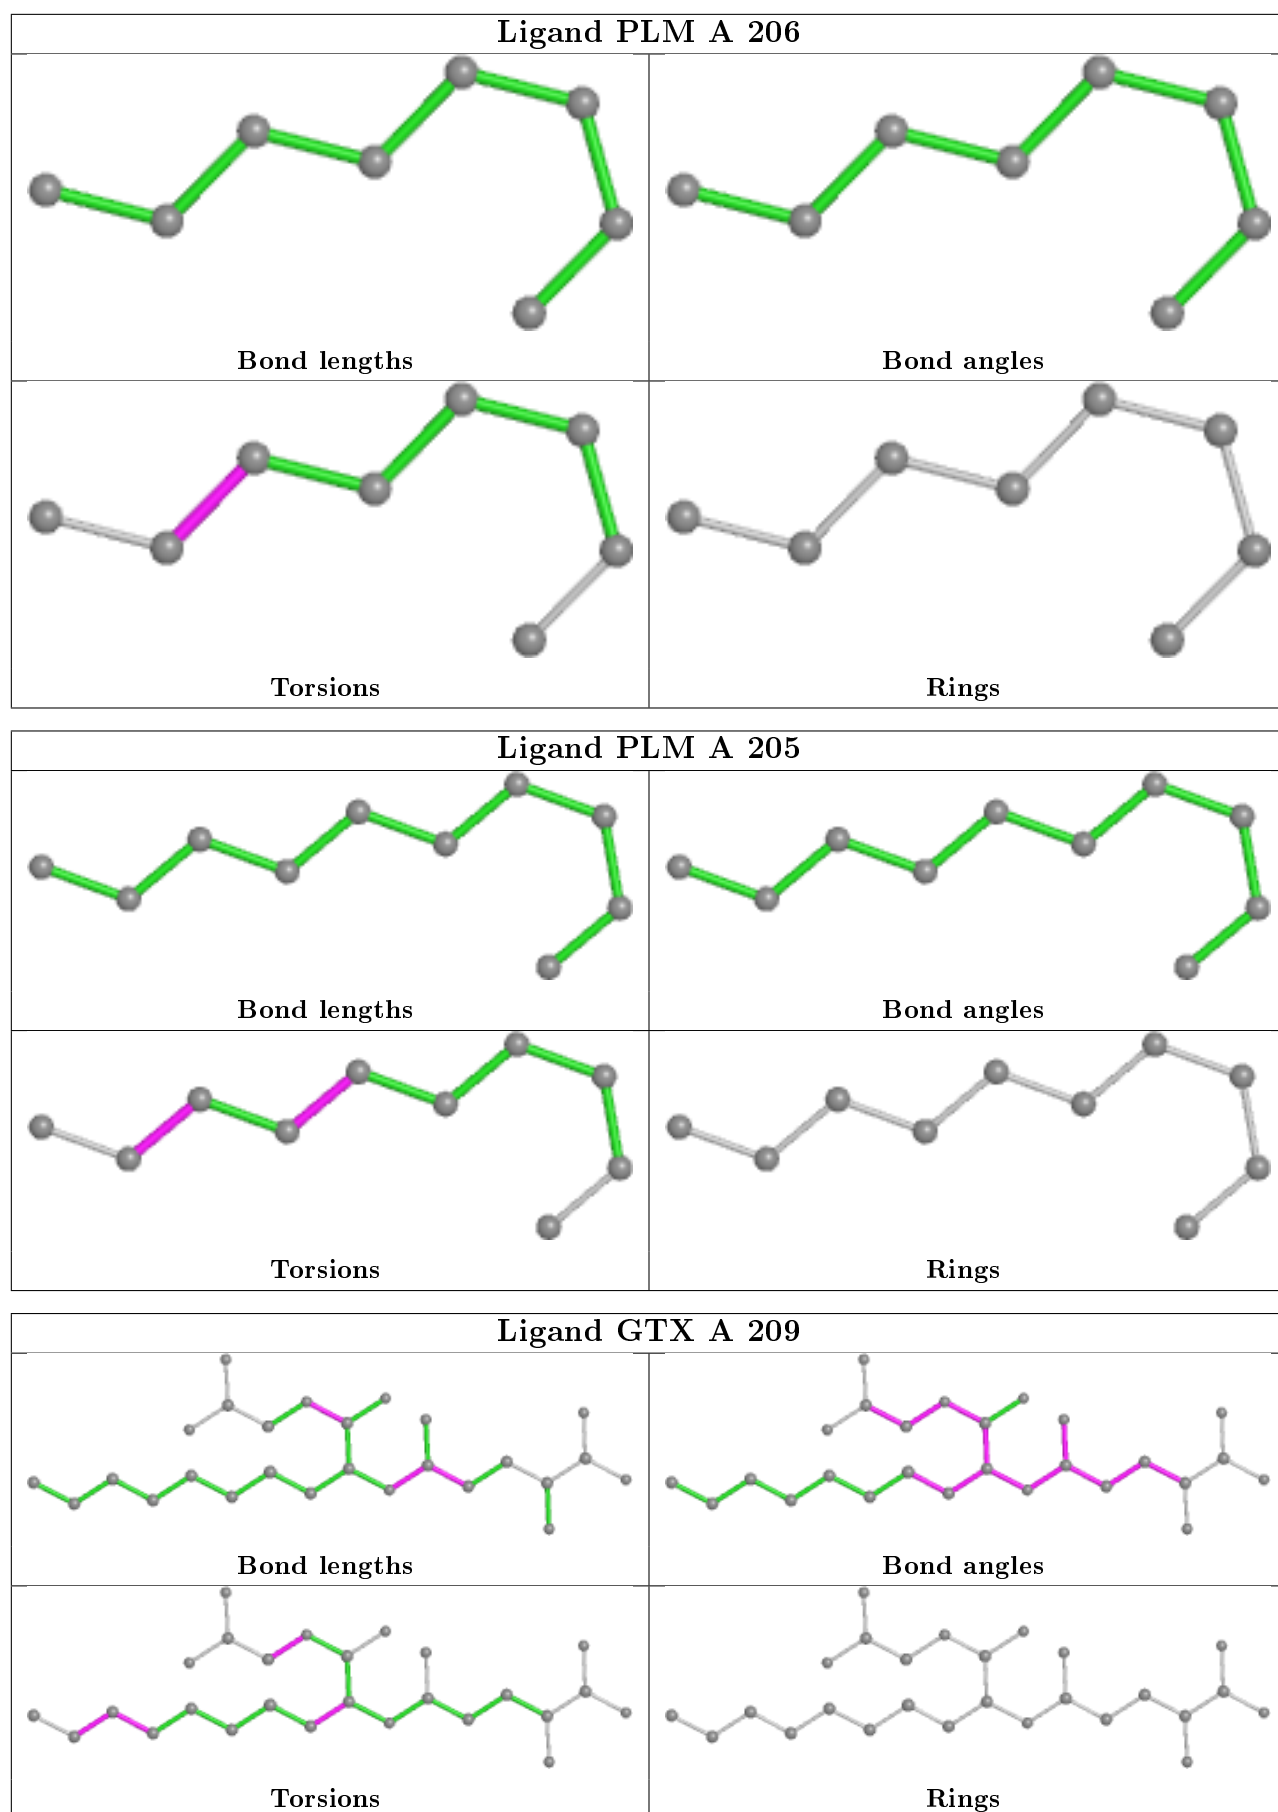 Ligand PLM A 206
Bond lengths
Bond angles
Torsions
Rings
Ligand PLM A 205
Bond lengths
Bond angles
Torsions
Rings
Ligand GTX A 209
Bond lengths
Bond angles
Torsions
Rings